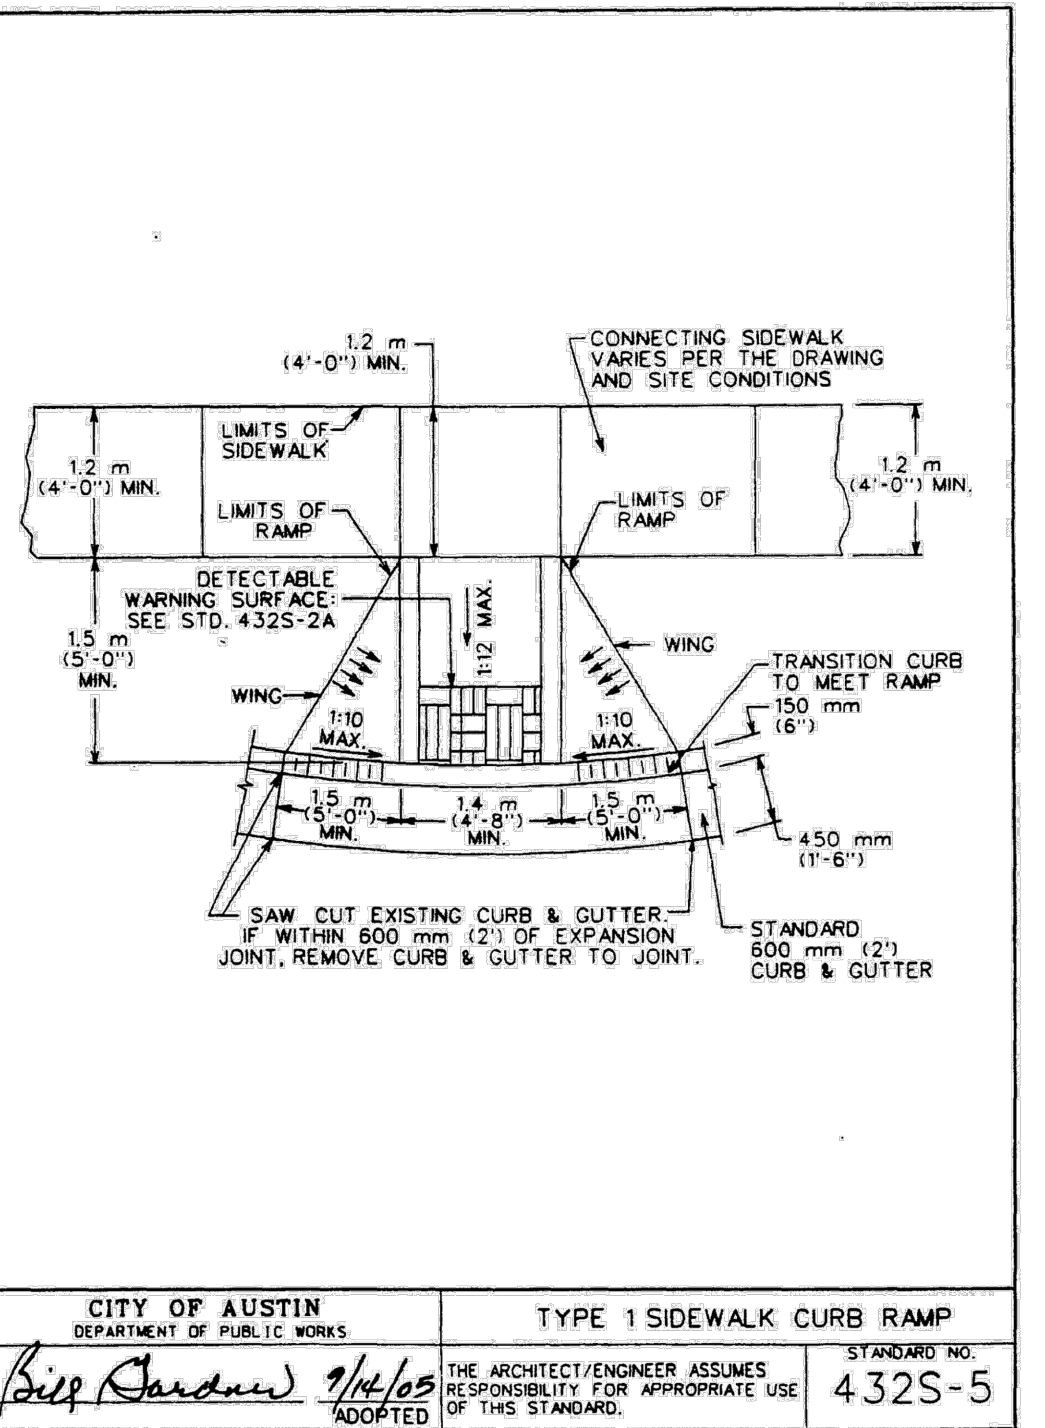 1.2 m
(4'-0") MIN.
CONNECTING SIDEWALK
VARIES PER THE DRAWING
AND SITE CONDITIONS
LIMITS OF
SIDEWALK
1.2 m
(4'-0") MIN.
1.2 m
(4'-0") MIN.
LIMITS OF
RAMP
LIMITS OF
RAMP
DETECTABLE
WARNING SURFACE:
SEE STD. 432S-2A
1:12 MAX.
1.5 m
(5'-0")
MIN.
WING
WING
TRANSITION CURB
TO MEET RAMP
150 mm
(6")
1:10
MAX.
1:10
MAX.
1.5 m
(5'-0")
MIN.
1.4 m
(4'-8")
MIN.
1.5 m
(5'-0")
MIN.
450 mm
(1'-6")
SAW CUT EXISTING CURB & GUTTER.
IF WITHIN 600 mm (2') OF EXPANSION
JOINT, REMOVE CURB & GUTTER TO JOINT.
STANDARD
600 mm (2')
CURB & GUTTER
CITY OF AUSTIN
DEPARTMENT OF PUBLIC WORKS
TYPE 1 SIDEWALK CURB RAMP
Bill Gardner 9/14/05
ADOPTED
THE ARCHITECT/ENGINEER ASSUMES
RESPONSIBILITY FOR APPROPRIATE USE
OF THIS STANDARD.
STANDARD NO.
432S-5